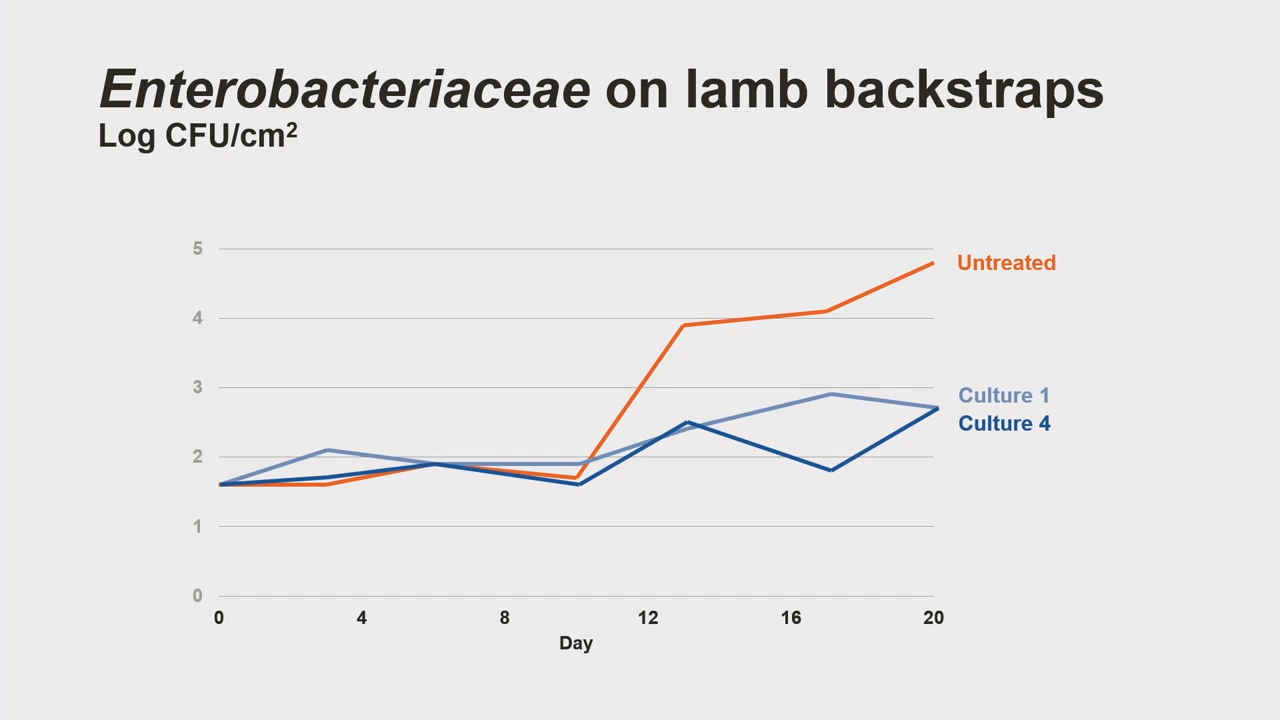 Enterobacteriaceae on lamb backstraps
Log CFU/cm²
5
4
3
2
1
0
Untreated
Culture 1
Culture 4
0 4 8 12 16 20
Day